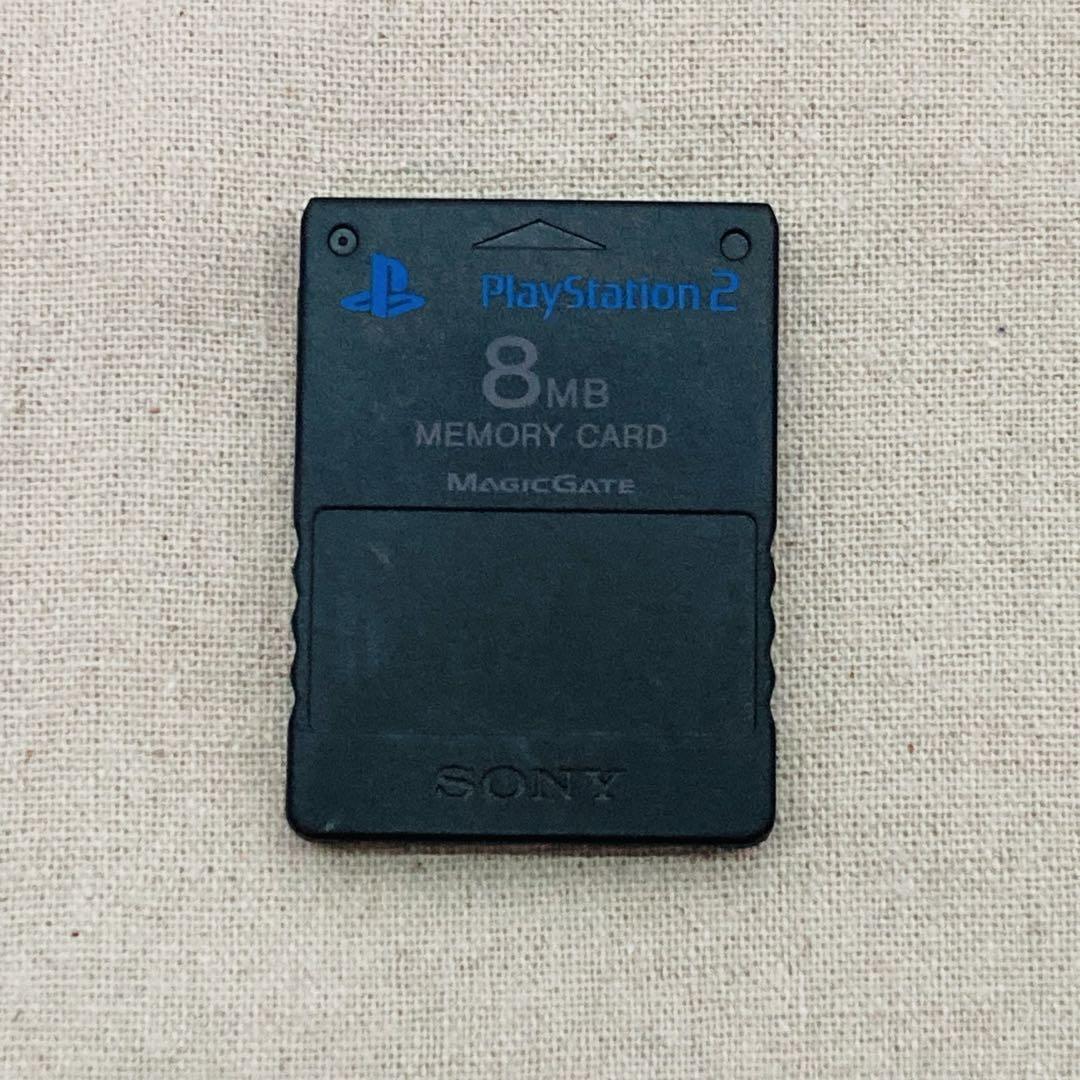 PlayStation 2
8MB
MEMORY CARD
MAGICGATE
SONY